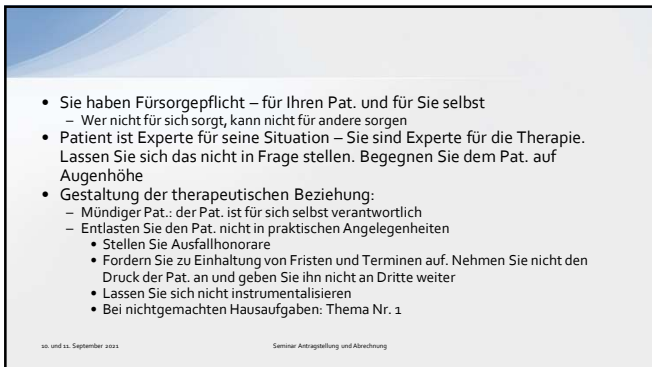 • Sie haben Fürsorgepflicht – für Ihren Pat. und für Sie selbst
– Wer nicht für sich sorgt, kann nicht für andere sorgen
• Patient ist Experte für seine Situation – Sie sind Experte für die Therapie.
Lassen Sie sich das nicht in Frage stellen. Begegnen Sie dem Pat. auf
Augenhöhe
• Gestaltung der therapeutischen Beziehung:
– Mündiger Pat.: der Pat. ist für sich selbst verantwortlich
– Entlasten Sie den Pat. nicht in praktischen Angelegenheiten
• Stellen Sie Ausfallhonorare
• Fordern Sie zu Einhaltung von Fristen und Terminen auf. Nehmen Sie nicht den
Druck der Pat. an und geben Sie ihn nicht an Dritte weiter
• Lassen Sie sich nicht instrumentalisieren
• Bei nichtgemachten Hausaufgaben: Thema Nr. 1
10. und 11. September 2021 Seminar Antragstellung und Abrechnung